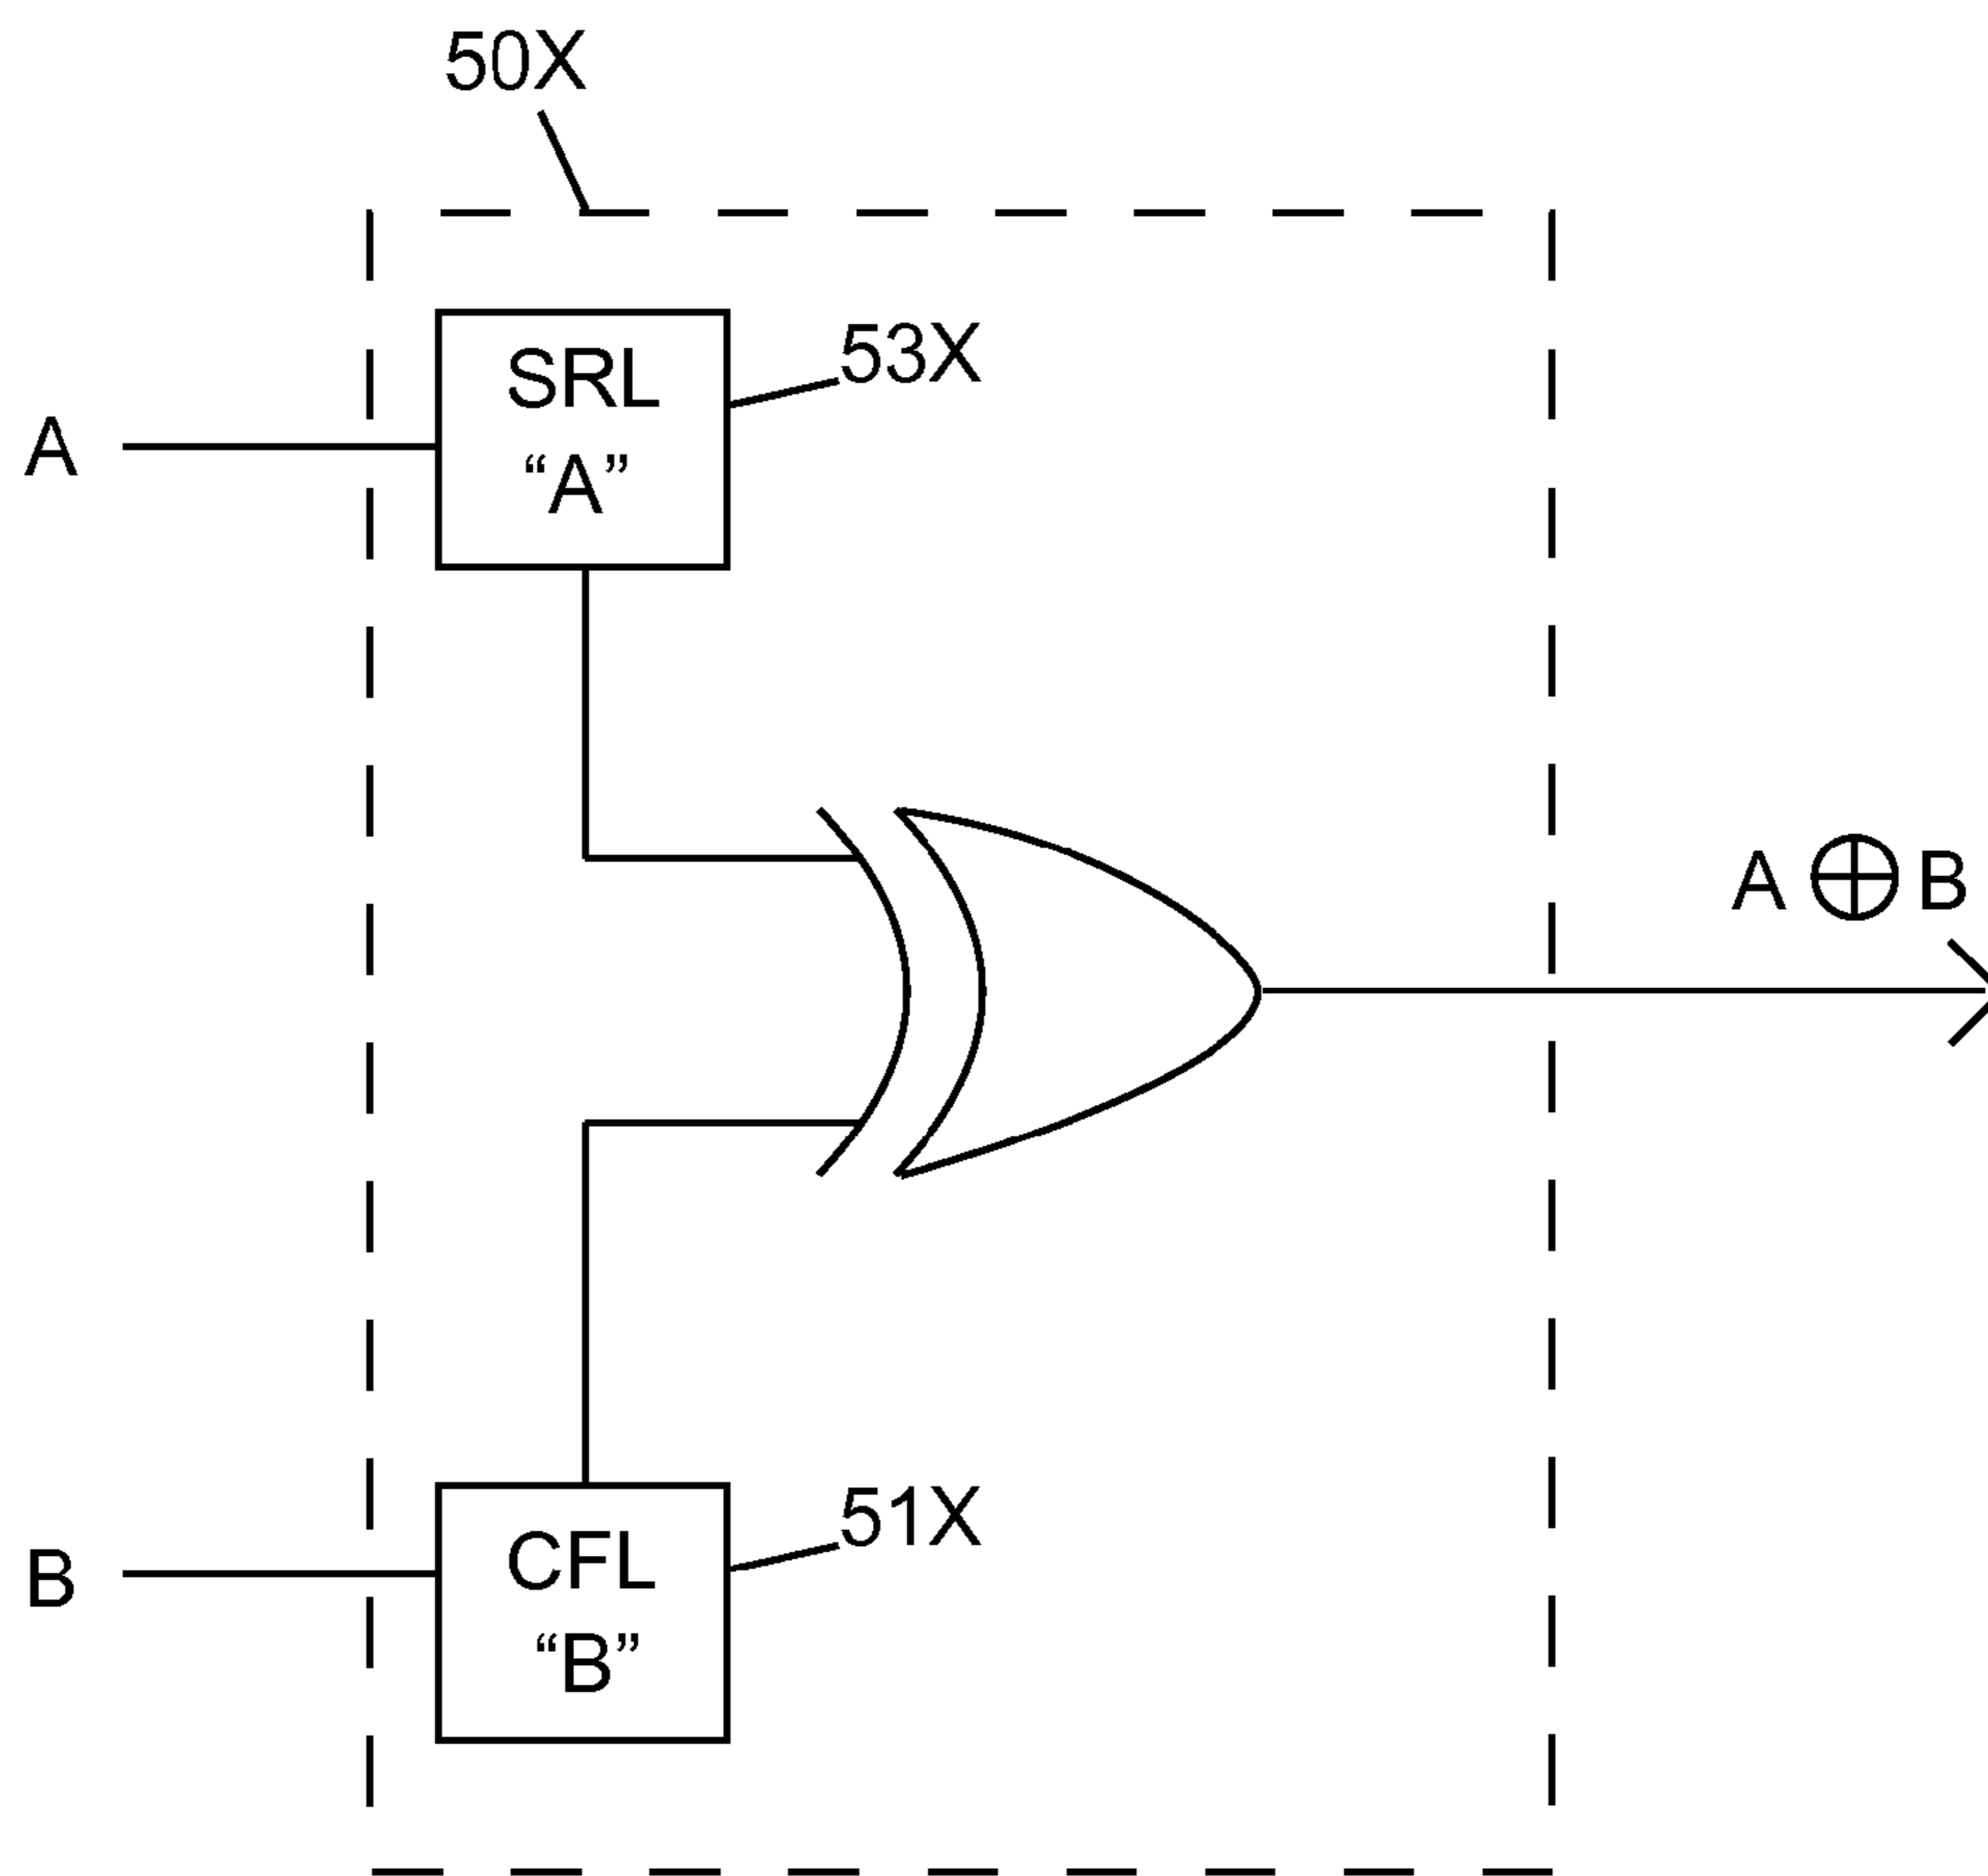 50X
SRL
“A”
53X
A
A ⊕ B
CFL
“B”
51X
B